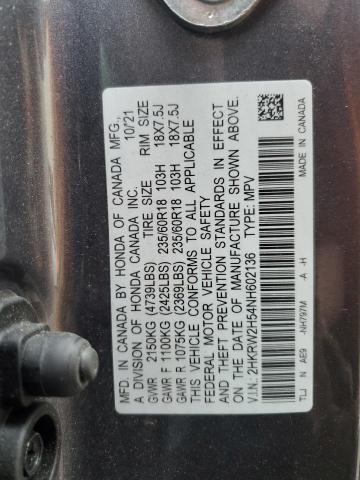 MFD. IN CANADA BY HONDA OF CANADA MFG.,
A DIVISION OF HONDA CANADA INC. 10/21
TIRE SIZE RIM SIZE
GVWR 2150KG (4739LBS)
GAWR F 1100KG (2425LBS) 235/60R18 103H 18X7.5J
GAWR R 1075KG (2369LBS) 235/60R18 103H 18X7.5J
THIS VEHICLE CONFORMS TO ALL APPLICABLE
FEDERAL MOTOR VEHICLE SAFETY
AND THEFT PREVENTION STANDARDS IN EFFECT
ON THE DATE OF MANUFACTURE SHOWN ABOVE.
V.I.N. 2HKRW2H54NH602136 TYPE: MPV
TLJ N AE9 -NH797M -A -H MADE IN CANADA